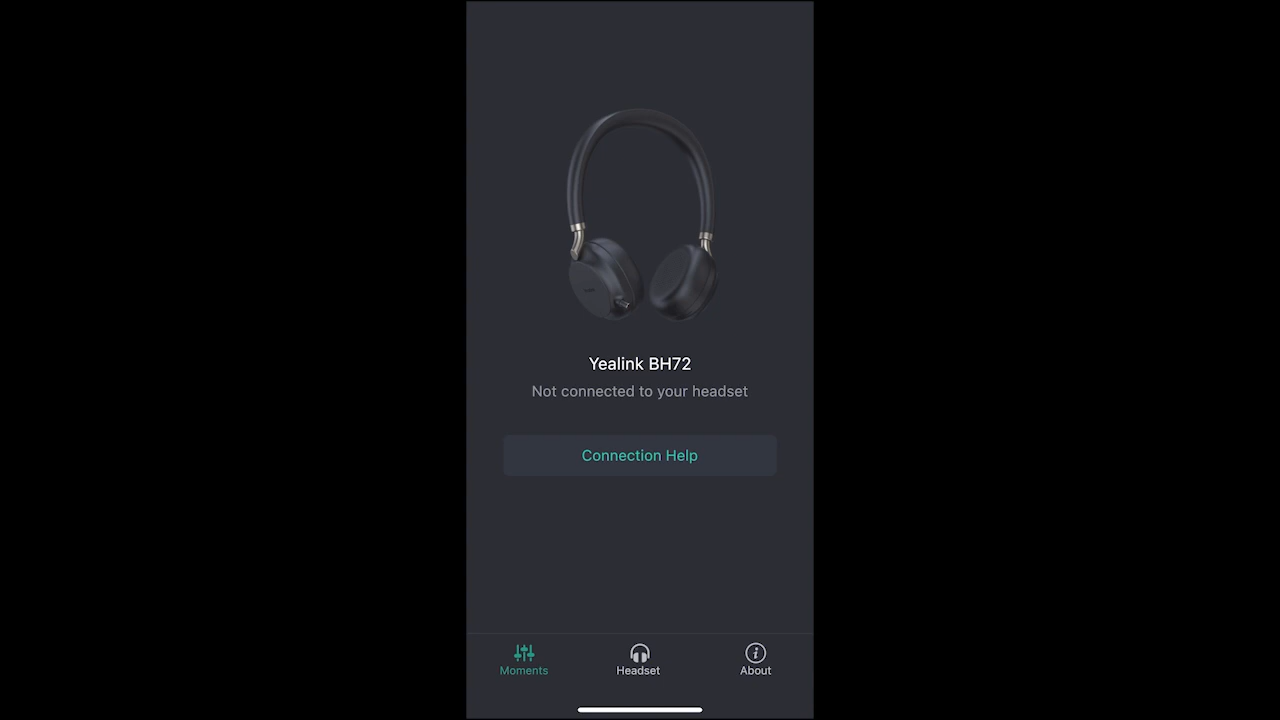 Yealink BH72
Not connected to your headset
Connection Help
Moments
Headset
About